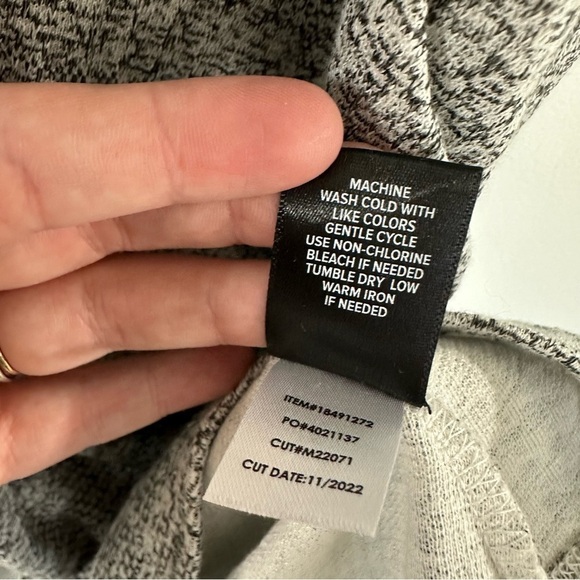 MACHINE
WASH COLD WITH
LIKE COLORS
GENTLE CYCLE
USE NON-CHLORINE
BLEACH IF NEEDED
TUMBLE DRY LOW
WARM IRON
IF NEEDED
ITEM#18491272
PO#4021137
CUT#M22071
CUT DATE:11/2022